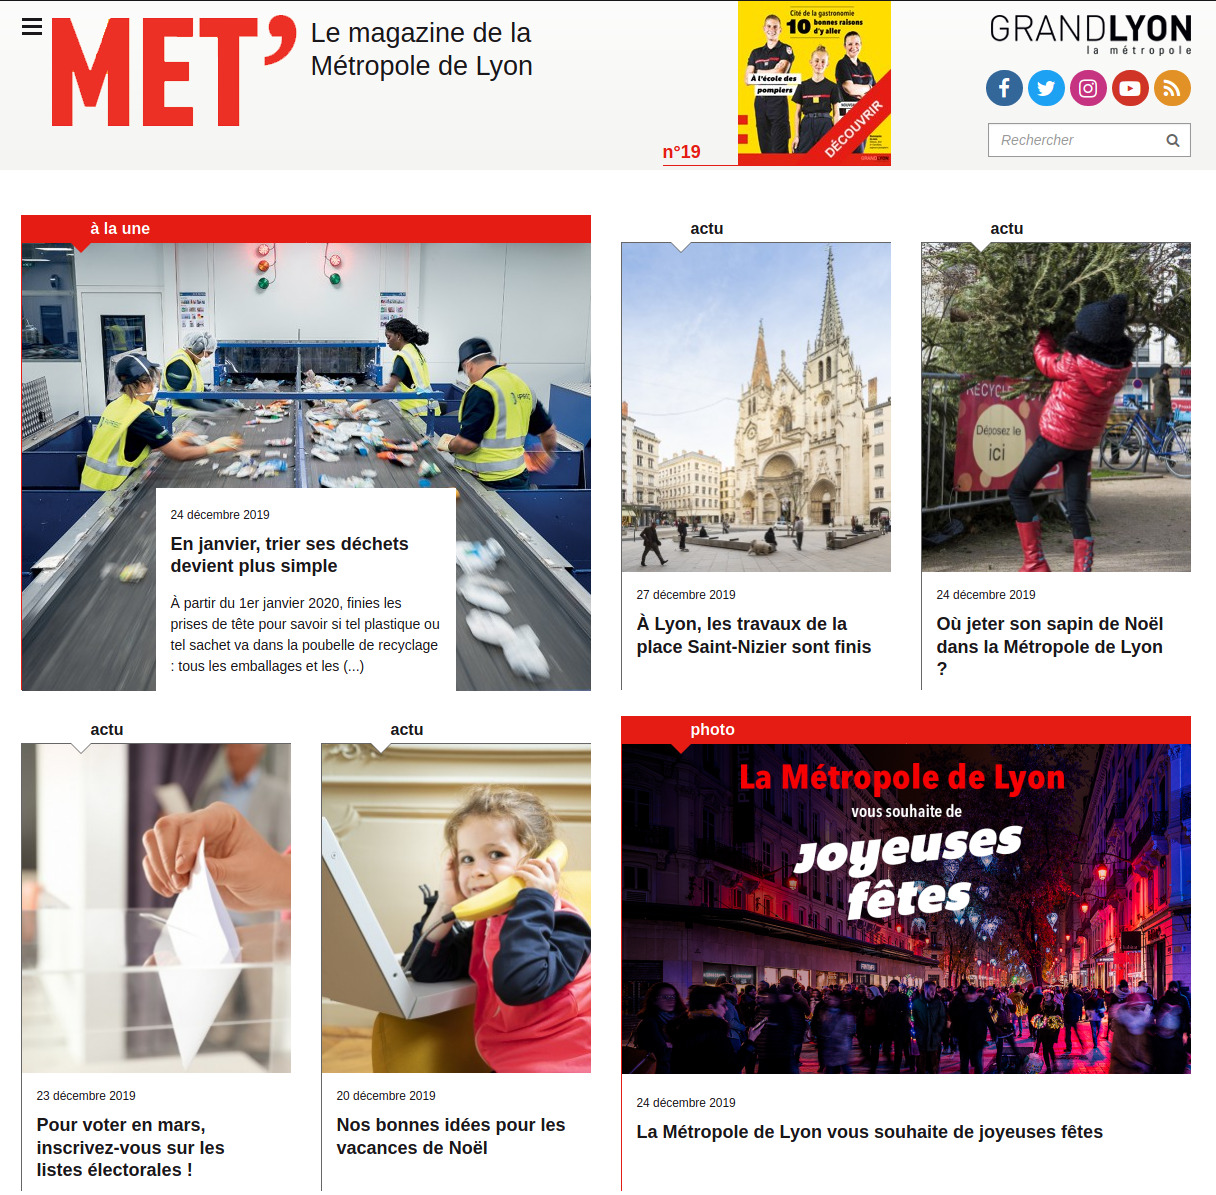 MET'
Le magazine de la
Métropole de Lyon
Cité de la gastronomie
10 bonnes raisons
d'y aller
À l'école des
pompiers
DÉCOUVRIR
n°19
GRANDLYON
la métropole
Rechercher
à la une
24 décembre 2019
En janvier, trier ses déchets
devient plus simple
À partir du 1er janvier 2020, finies les
prises de tête pour savoir si tel plastique ou
tel sachet va dans la poubelle de recyclage
: tous les emballages et les (...)
actu
27 décembre 2019
À Lyon, les travaux de la
place Saint-Nizier sont finis
actu
RECYCLE
Déposez le
ici
24 décembre 2019
Où jeter son sapin de Noël
dans la Métropole de Lyon
?
actu
23 décembre 2019
Pour voter en mars,
inscrivez-vous sur les
listes électorales !
actu
20 décembre 2019
Nos bonnes idées pour les
vacances de Noël
photo
La Métropole de Lyon
vous souhaite de
joyeuses
fêtes
24 décembre 2019
La Métropole de Lyon vous souhaite de joyeuses fêtes